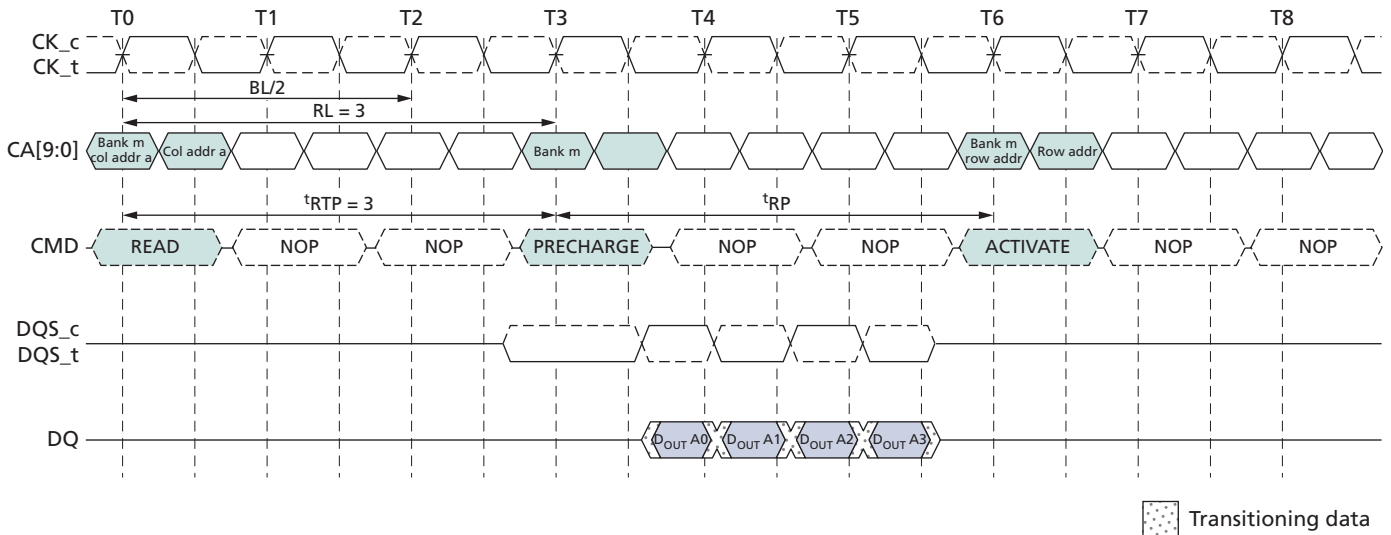 T0 T1 T2 T3 T4 T5 T6 T7 T8
CK_c
CK_t
BL/2
RL = 3
CA[9:0] Bank m col addr a Col addr a Bank m Bank m row addr Row addr
tRTP = 3 tRP
CMD READ NOP NOP PRECHARGE NOP NOP ACTIVATE NOP NOP
DQS_c
DQS_t
DQ DOUT A0 DOUT A1 DOUT A2 DOUT A3
Transitioning data